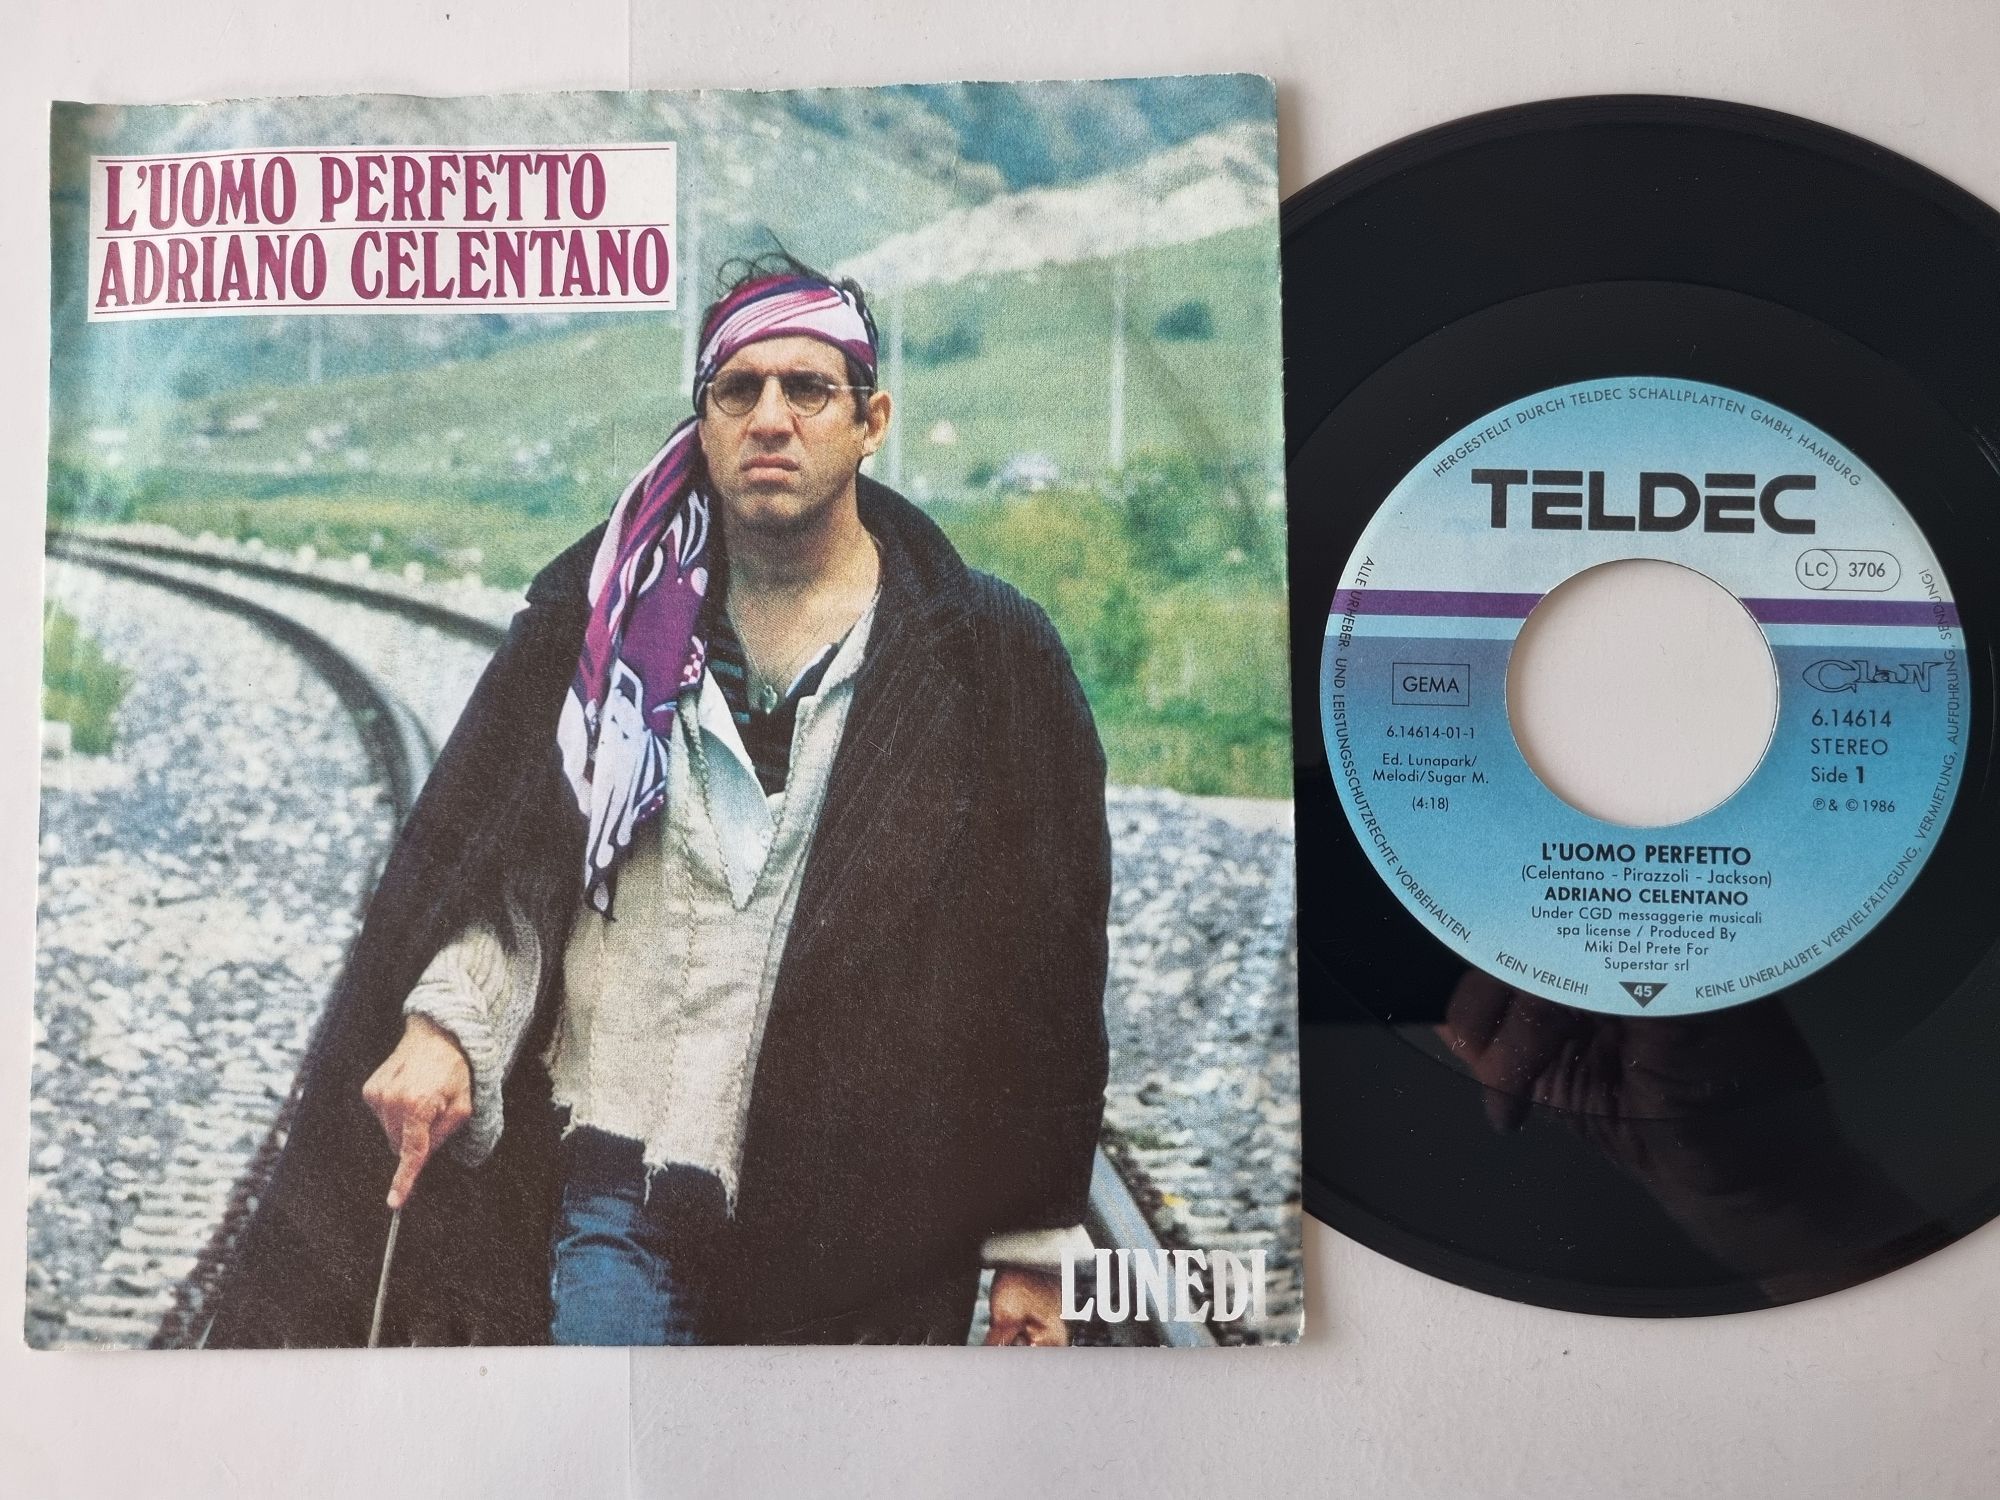 L'UOMO PERFETTO
ADRIANO CELENTANO
LUNEDI
HERGESTELLT DURCH TELDEC SCHALLPLATTEN GMBH, HAMBURG
TELDEC
LC 3706
ALLE URHEBER- UND LEISTUNGSSCHUTZRECHTE VORBEHALTEN.
KEIN VERLEIH!
KEINE UNERLAUBTE VERVIELFÄLTIGUNG, VERMIETUNG, AUFFÜHRUNG, SENDUNG!
GEMA
6.14614-01-1
Ed. Lunapark/
Melodi/Sugar M.
(4:18)
Clan
6.14614
STEREO
Side 1
℗ & © 1986
L'UOMO PERFETTO
(Celentano - Pirazzoli - Jackson)
ADRIANO CELENTANO
Under CGD messaggerie musicali
spa license / Produced By
Miki Del Prete For
Superstar srl
45